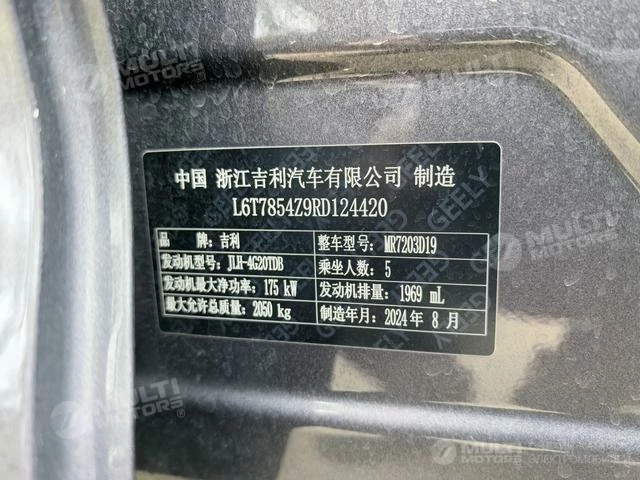 中国 浙江吉利汽车有限公司 制造
L6T7854Z9RD124420
品 牌: 吉利 整车型号: MR7203D19
发动机型号: JLH-4G20TDB 乘坐人数: 5
发动机最大净功率: 175 kW 发动机排量: 1969 mL
最大允许总质量: 2050 kg 制造年月: 2024 年 8 月
GEELY
MULTI MOTORS
MULTI MOTORS
MULTI MOTORS
MULTI MOTORS
ЭЛЕКТРОМОБИЛИ